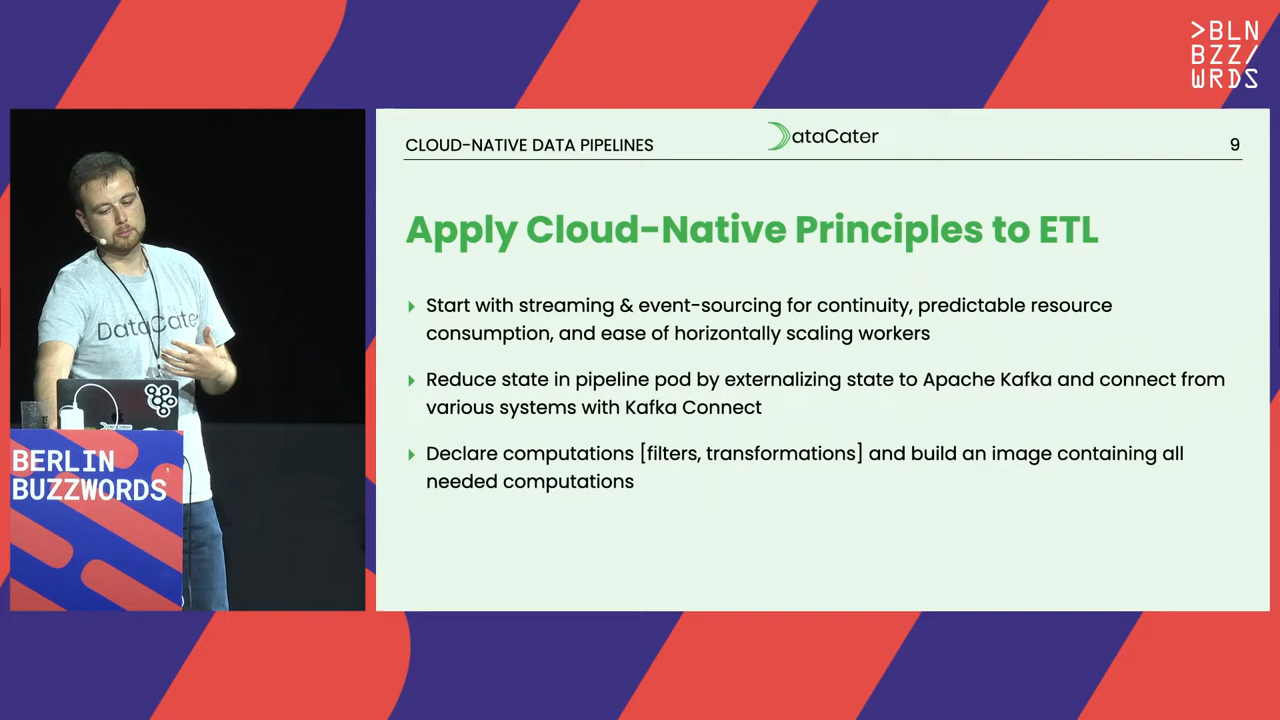 >BLN
BZZ/
WRDS
CLOUD-NATIVE DATA PIPELINES
DataCater
9
Apply Cloud-Native Principles to ETL
Start with streaming & event-sourcing for continuity, predictable resource
consumption, and ease of horizontally scaling workers
Reduce state in pipeline pod by externalizing state to Apache Kafka and connect from
various systems with Kafka Connect
Declare computations [filters, transformations] and build an image containing all
needed computations
DataCater
BERLIN
BUZZWORDS